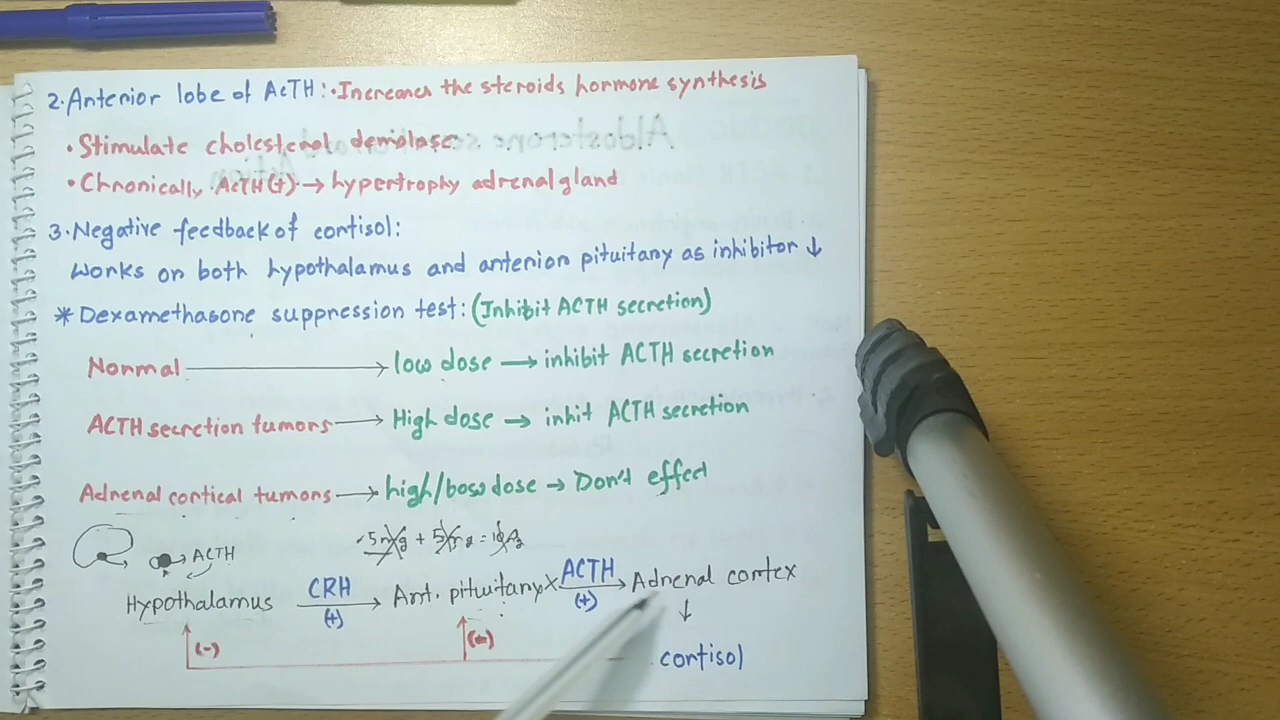 2. Anterior lobe of ACTH: • Increases the steroids hormone synthesis
• Stimulate cholesterol demolase
• Chronically ACTH (+) → hypertrophy adrenal gland
3. Negative feedback of cortisol:
Works on both hypothalamus and anterion pituitary as inhibitor ↓
* Dexamethasone suppression test: (Inhibit ACTH secretion)
Normal → low dose → inhibit ACTH secretion
ACTH secretion tumors → High dose → inhit ACTH secretion
Adrenal cortical tumors → high/bow dose → Don't effect
→ ACTH
Hypothalamus CRH (+) → Ant. pituitary x ACTH (+) → Adrenal cortex
↓
(-) (-) cortisol